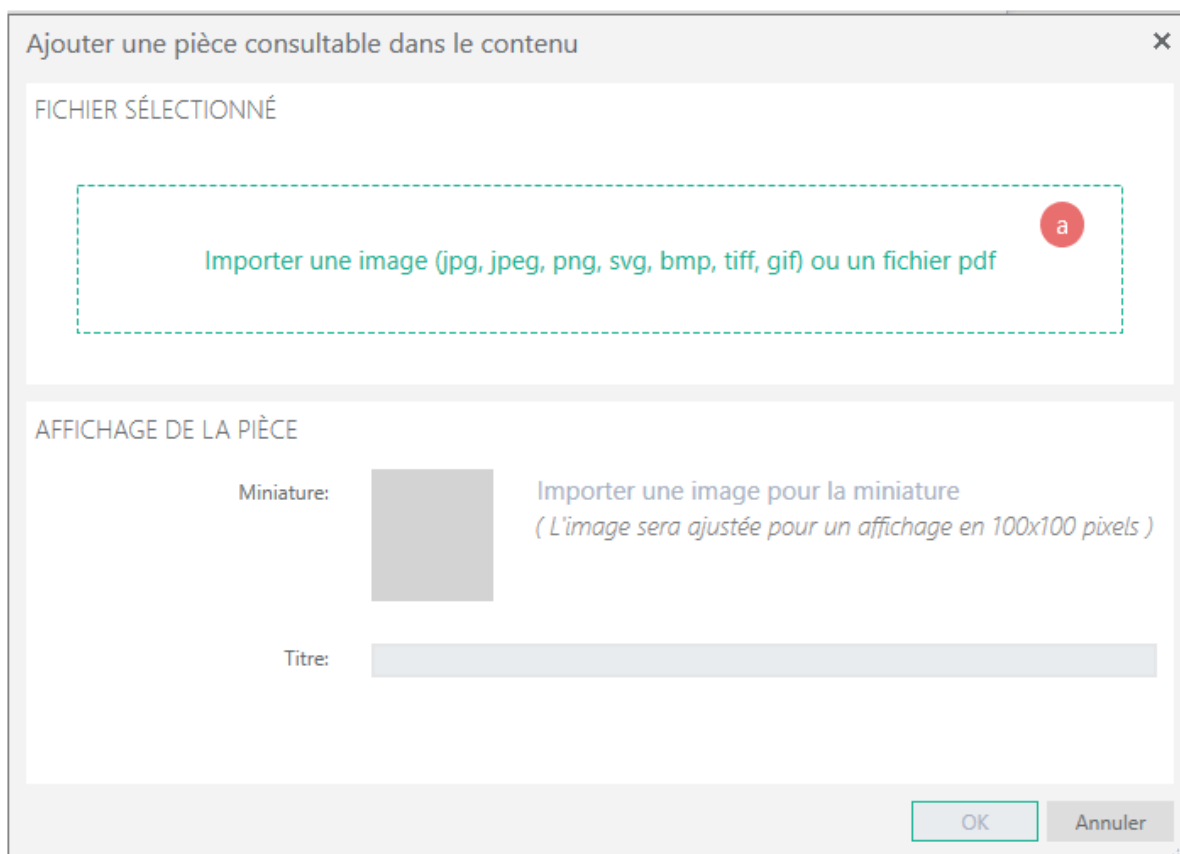 Ajouter une pièce consultable dans le contenu
FICHIER SÉLECTIONNÉ
a
Importer une image (jpg, jpeg, png, svg, bmp, tiff, gif) ou un fichier pdf
AFFICHAGE DE LA PIÈCE
Miniature: Importer une image pour la miniature
( L'image sera ajustée pour un affichage en 100x100 pixels )
Titre:
OK Annuler